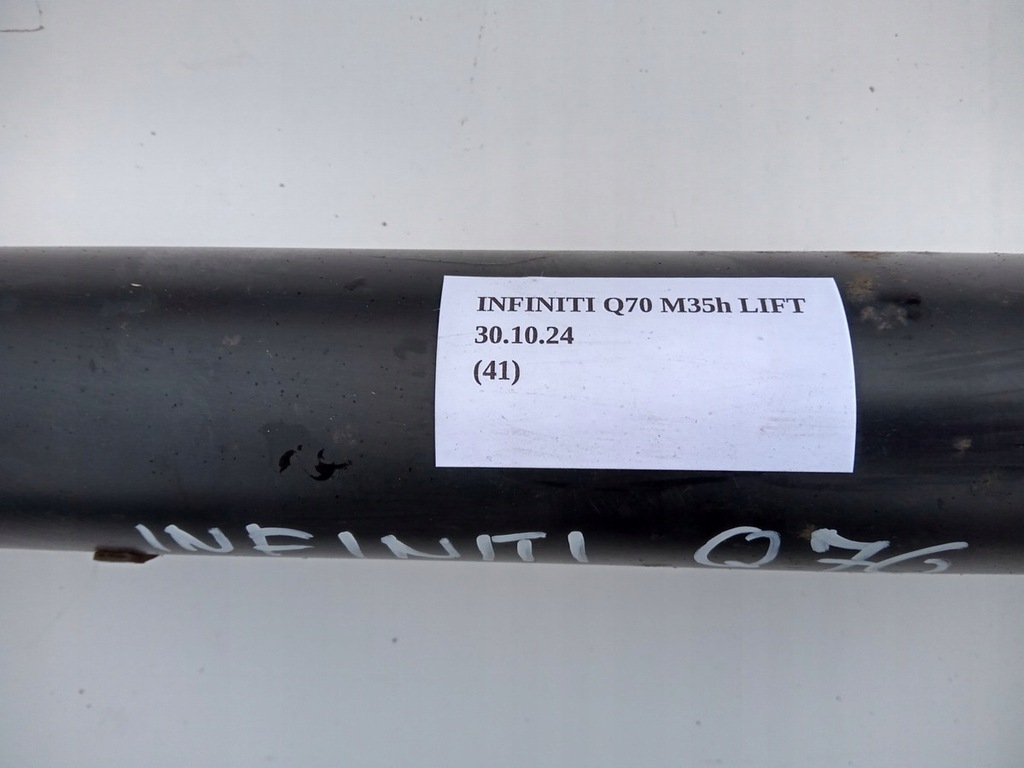 INFINITI Q70 M35h LIFT
30.10.24
(41)
INFINITI Q70